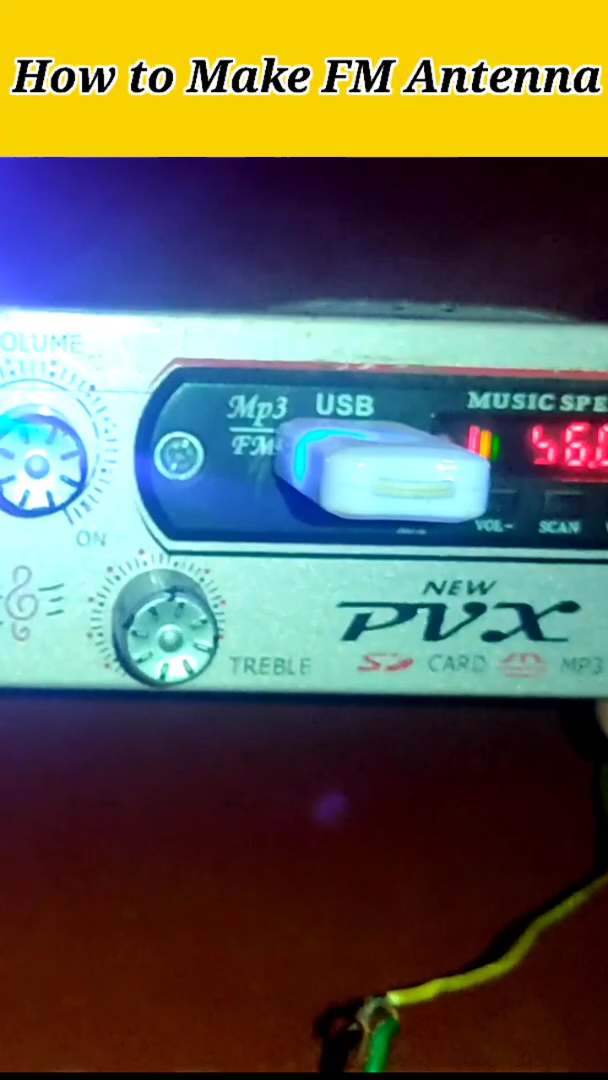 How to Make FM Antenna
OLUME
Mp3
FM
USB
MUSIC SPE
VOL-
SCAN
ON
NEW
PVX
TREBLE
CARD
MP3